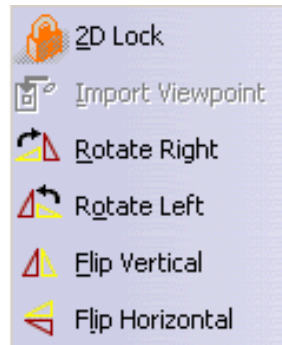 2D Lock
Import Viewpoint
Rotate Right
Rotate Left
Flip Vertical
Flip Horizontal